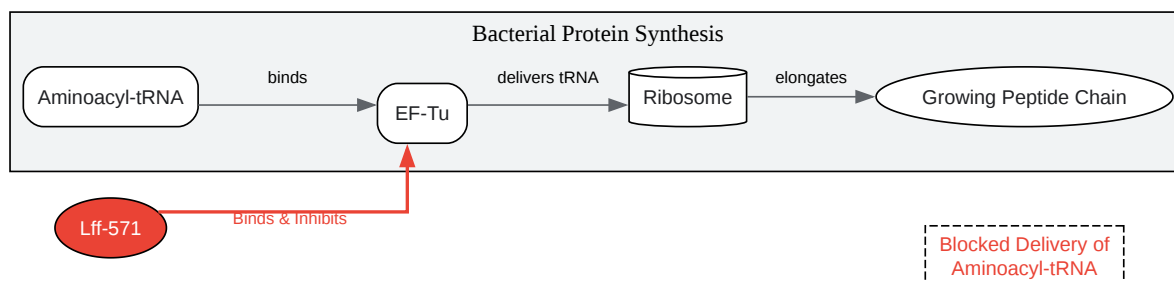 Bacterial Protein Synthesis
Aminoacyl-tRNA
binds
EF-Tu
delivers tRNA
Ribosome
elongates
Growing Peptide Chain
Lff-571
Binds & Inhibits
Blocked Delivery of
Aminoacyl-tRNA